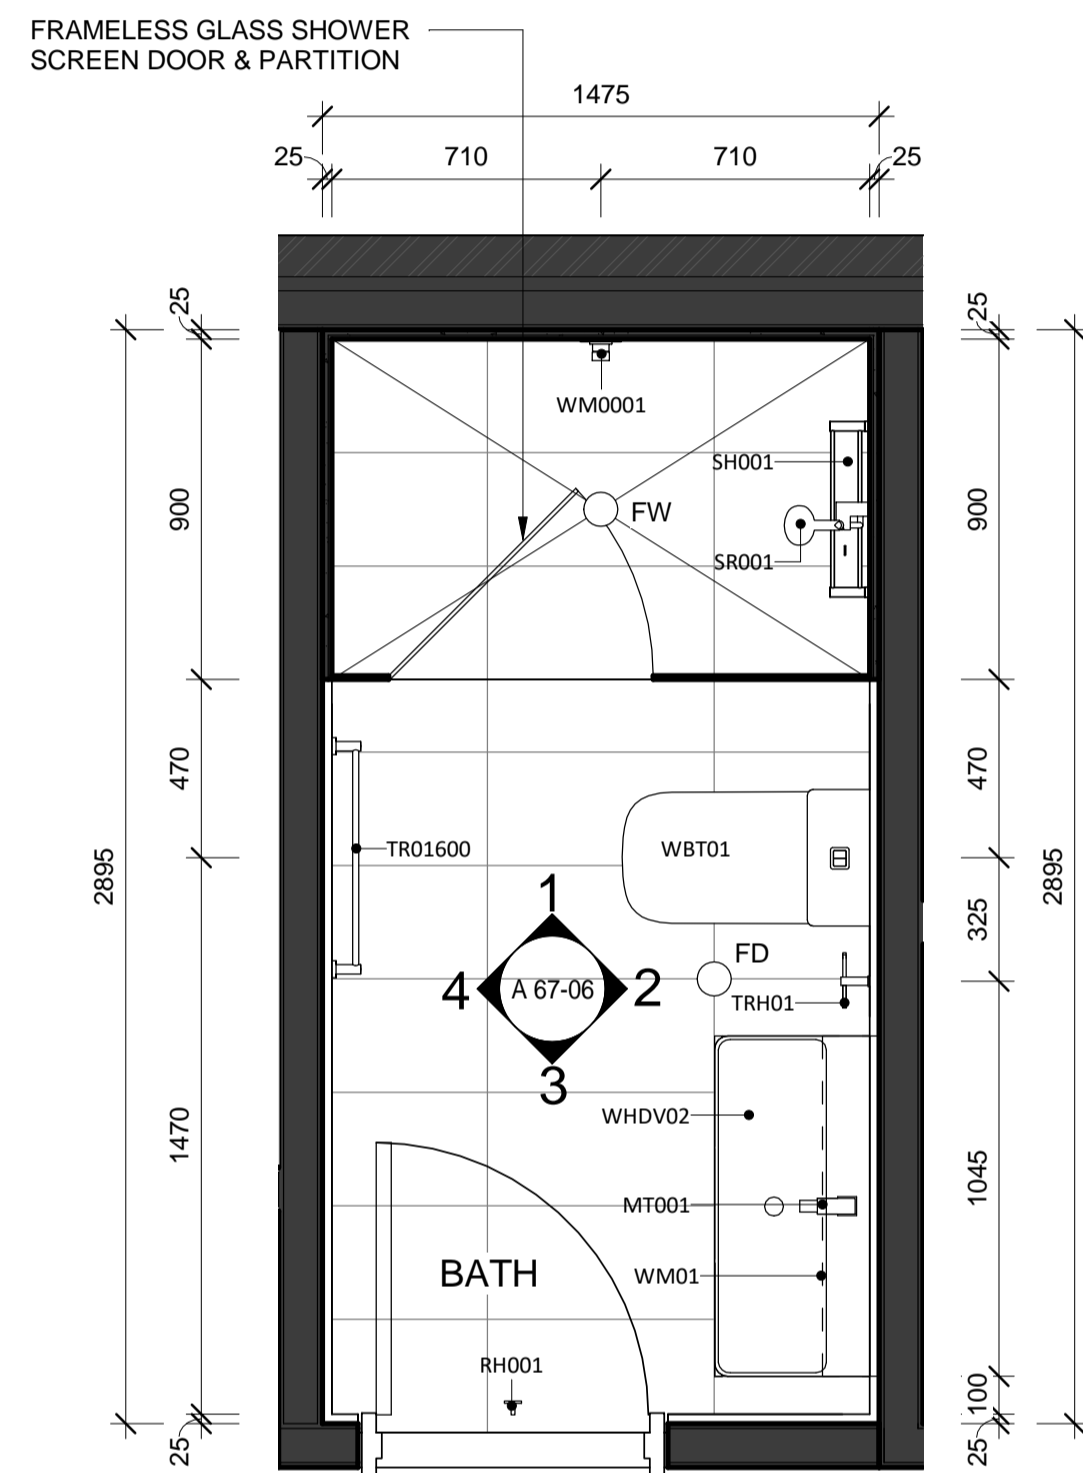 FRAMELESS GLASS SHOWER
SCREEN DOOR & PARTITION
1475
25 710 710 25
25
25
WM0001
SH001
900
FW
900
SR001
470
470
TR01600
WBT01
2895
2895
325
FD
1
4 A 67-06 2
TRH01
3
WHDV02
1470
1045
MT001
BATH
WM01
RH001
100
25
25